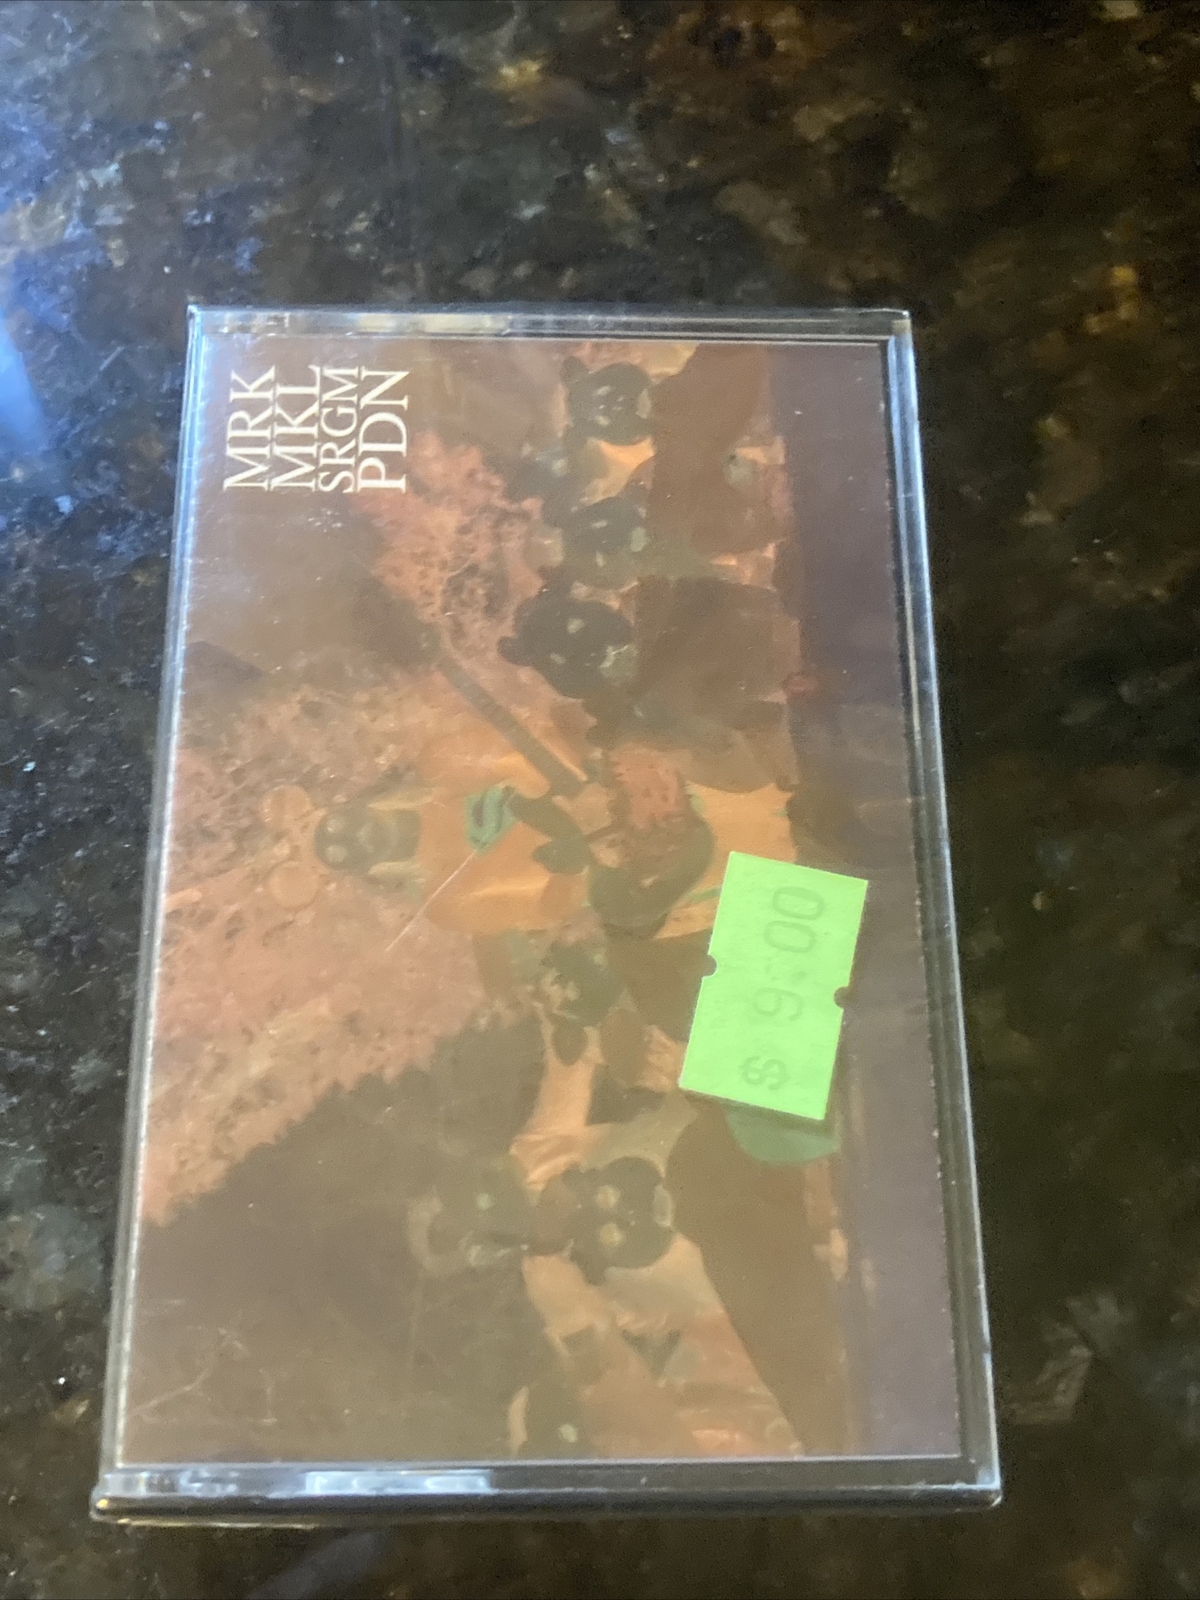 MRK
MKL
SRGM
PDN
$ 9.00